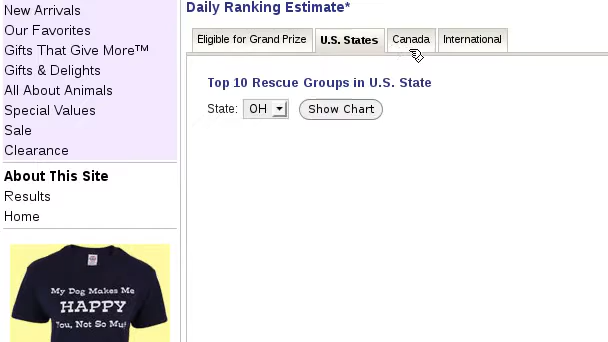 New Arrivals
Our Favorites
Gifts That Give More™
Gifts & Delights
All About Animals
Special Values
Sale
Clearance
About This Site
Results
Home
My Dog Makes Me
HAPPY
You, Not So Much
Daily Ranking Estimate*
Eligible for Grand Prize
U.S. States
Canada
International
Top 10 Rescue Groups in U.S. State
State: OH Show Chart